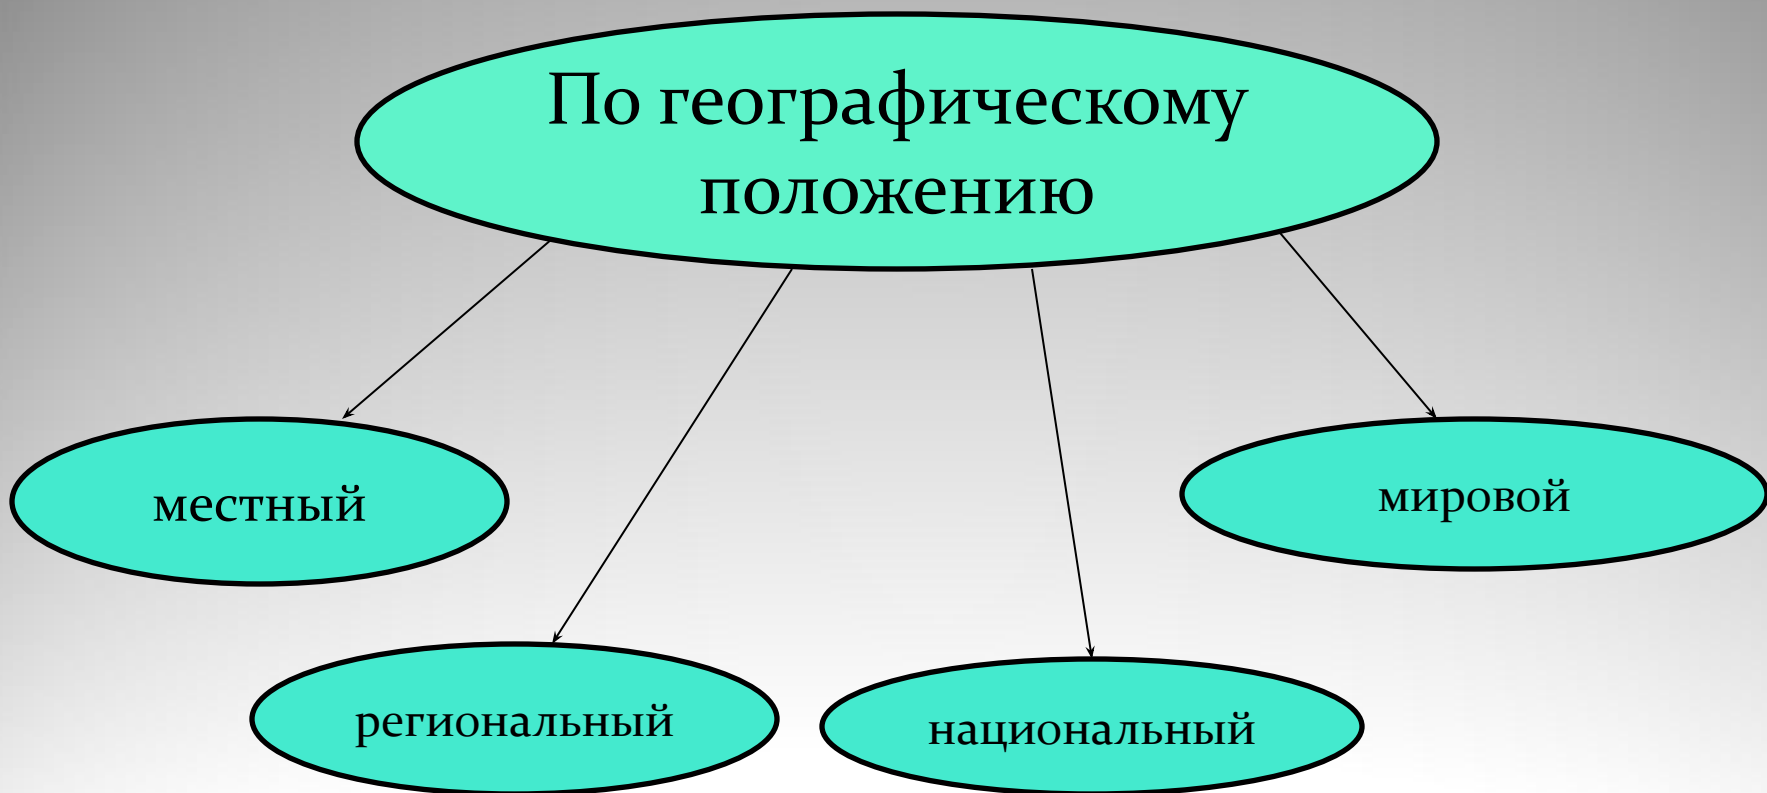 По географическому
положению
местный
мировой
региональный
национальный